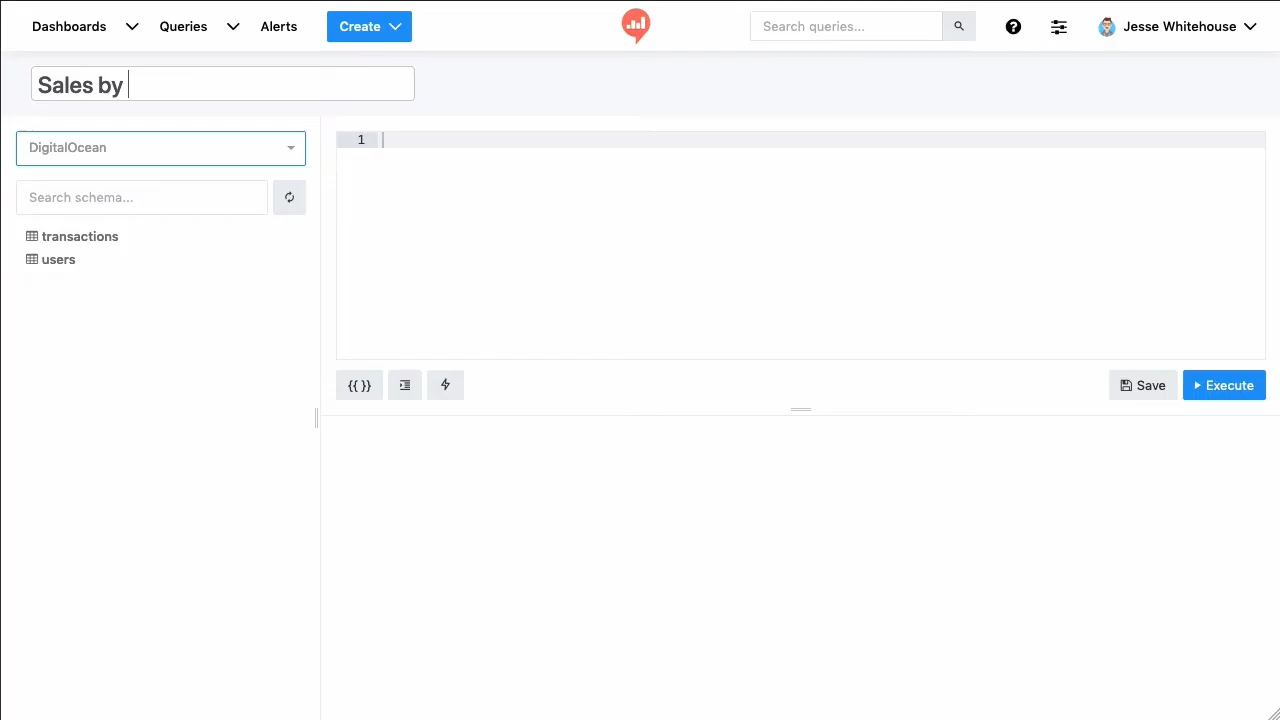 Dashboards Queries Alerts Create Search queries... Jesse Whitehouse
Sales by
DigitalOcean
1
Search schema...
transactions
users
{{ }} Save Execute